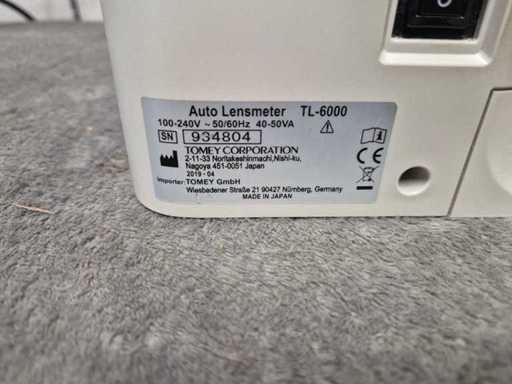 Auto Lensmeter TL-6000
100-240V ~ 50/60Hz 40-50VA
SN 934804
TOMEY CORPORATION
2-11-33 Noritakeshinmachi,Nishi-ku,
Nagoya 451-0051 Japan
2019 - 04
Importer: TOMEY GmbH
Wiesbadener Straße 21 90427 Nürnberg, Germany
MADE IN JAPAN
CE